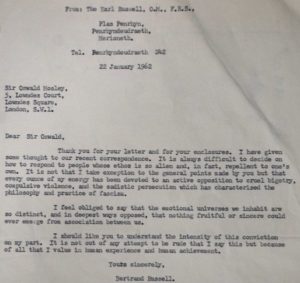 From: The Earl Russell, O.M., F.R.S.,
Plas Penrhyn,
Penrhyndeudraeth,
Merioneth.
Tel. Penrhyndeudraeth 242
22 January 1962
Sir Oswald Mosley,
5, Lowndes Court,
Lowndes Square,
London, S.W.1.
Dear Sir Oswald,
Thank you for your letter and for your enclosures. I have given
some thought to our recent correspondence. It is always difficult to decide on
how to respond to people whose ethos is so alien and, in fact, repellent to one's
own. It is not that I take exception to the general points made by you but that
every ounce of my energy has been devoted to an active opposition to cruel bigotry,
compulsive violence, and the sadistic persecution which has characterised the
philosophy and practice of fascism.
I feel obliged to say that the emotional universes we inhabit are
so distinct, and in deepest ways opposed, that nothing fruitful or sincere could
ever emerge from association between us.
I should like you to understand the intensity of this conviction
on my part. It is not out of any attempt to be rude that I say this but because
of all that I value in human experience and human achievement.
Yours sincerely,
Bertrand Russell.